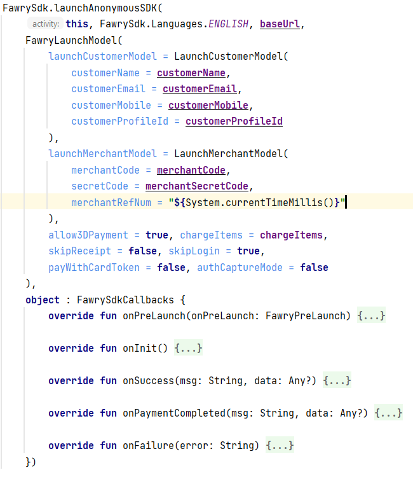 FawrySdk.launchAnonymousSDK(
activity: this, FawrySdk.Languages.ENGLISH, baseUrl,
FawryLaunchModel(
launchCustomerModel = LaunchCustomerModel(
customerName = customerName,
customerEmail = customerEmail,
customerMobile = customerMobile,
customerProfileId = customerProfileId
),
launchMerchantModel = LaunchMerchantModel(
merchantCode = merchantCode,
secretCode = merchantSecretCode,
merchantRefNum = "${System.currentTimeMillis()}"
),
allow3DPayment = true, chargeItems = chargeItems,
skipReceipt = false, skipLogin = true,
payWithCardToken = false, authCaptureMode = false
),
object : FawrySdkCallbacks {
override fun onPreLaunch(onPreLaunch: FawryPreLaunch) {...}
override fun onInit() {...}
override fun onSuccess(msg: String, data: Any?) {...}
override fun onPaymentCompleted(msg: String, data: Any?) {...}
override fun onFailure(error: String) {...}
})